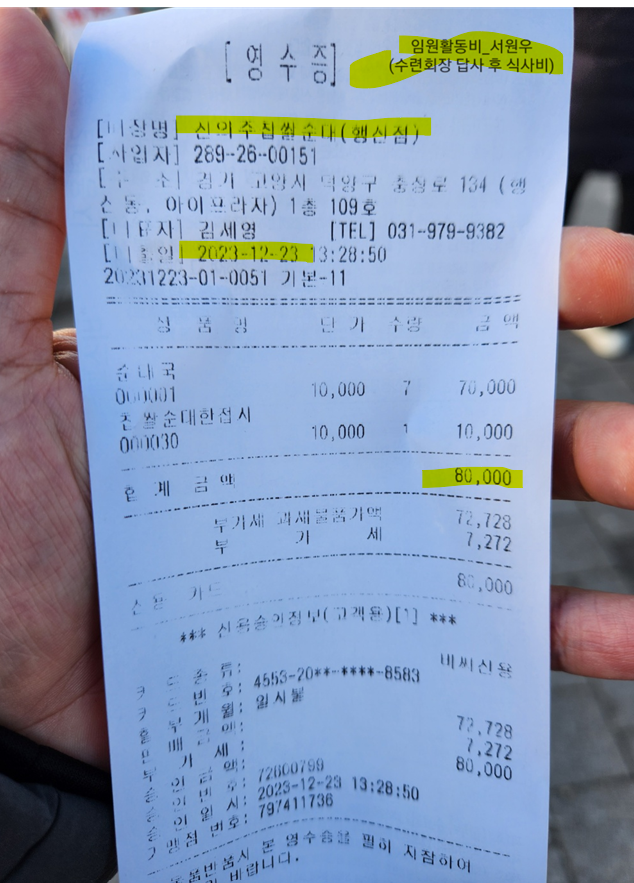 임원활동비_서원우
(수련회장 답사 후 식사비)
[영수증]
[매장명] 신의주찹쌀순대(행신점)
[사업자] 289-26-00151
[주 소] 경기 고양시 덕양구 충장로 134 (행
신동, 아이프라자) 1층 109호
[대표자] 김세영 [TEL] 031-979-9382
[매출일] 2023-12-23 13:28:50
20231223-01-0051 기본-11
상 품 명 단 가 수량 금 액
순대국
000001 10,000 7 70,000
찹쌀순대한접시
000030 10,000 1 10,000
합 계 금 액 80,000
부가세 과세물품가액 72,728
부 가 세 7,272
신용 카드 80,000
*** 신용승인정보(고객용)[1] ***
카 드 종 류: 비씨신용
카 드 번 호: 4553-20**-****-8583
할 부 개 월: 일시불
판 매 금 액: 72,728
부 가 세: 7,272
승 인 금 액: 80,000
승 인 번 호: 72600799
승 인 일 시: 2023-12-23 13:28:50
가맹점 번호: 797411736
반품시 본 영수증을 필히 지참하여
바랍니다.